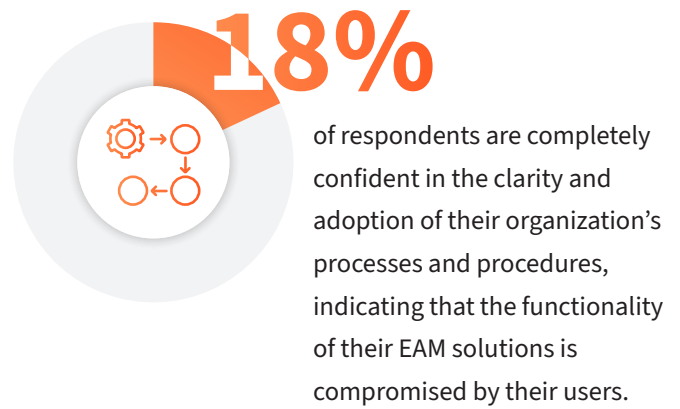 18%
of respondents are completely
confident in the clarity and
adoption of their organization’s
processes and procedures,
indicating that the functionality
of their EAM solutions is
compromised by their users.